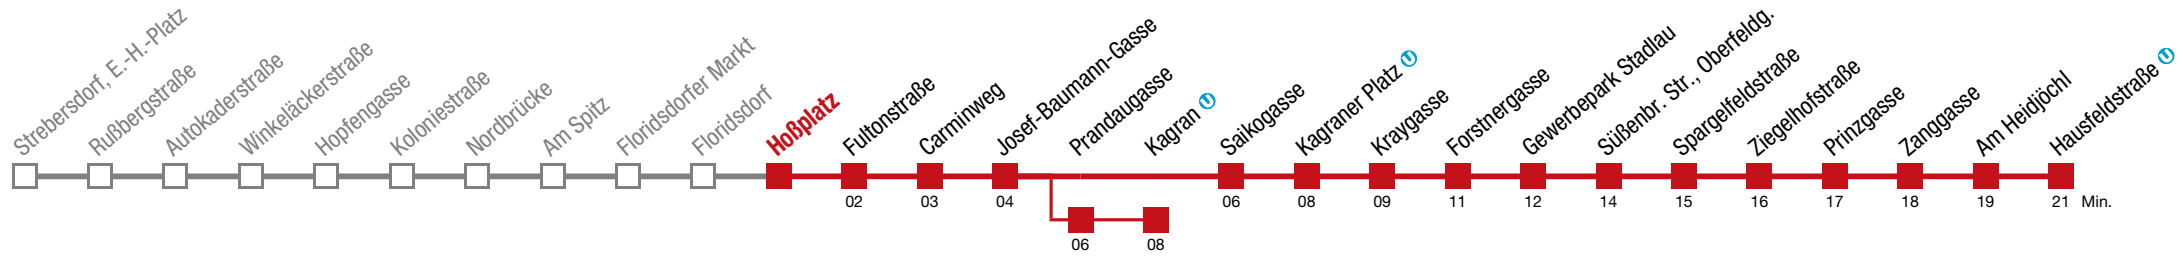 Strebersdorf, E.-H.-Platz
Rußbergstraße
Autokaderstraße
Winkeläckerstraße
Hopfengasse
Koloniestraße
Nordbrücke
Am Spitz
Floridsdorfer Markt
Floridsdorf
Hoßplatz
Fultonstraße
Carminweg
Josef-Baumann-Gasse
Prandaugasse
Kagran
Saikogasse
Kagraner Platz
Kraygasse
Forstnergasse
Gewerbepark Stadlau
Süßenbr. Str., Oberfeldg.
Spargelfeldstraße
Ziegelhofstraße
Prinzgasse
Zanggasse
Am Heidjöchl
Hausfeldstraße
02 03 04 06 08 09 11 12 14 15 16 17 18 19 21 Min.
06 08